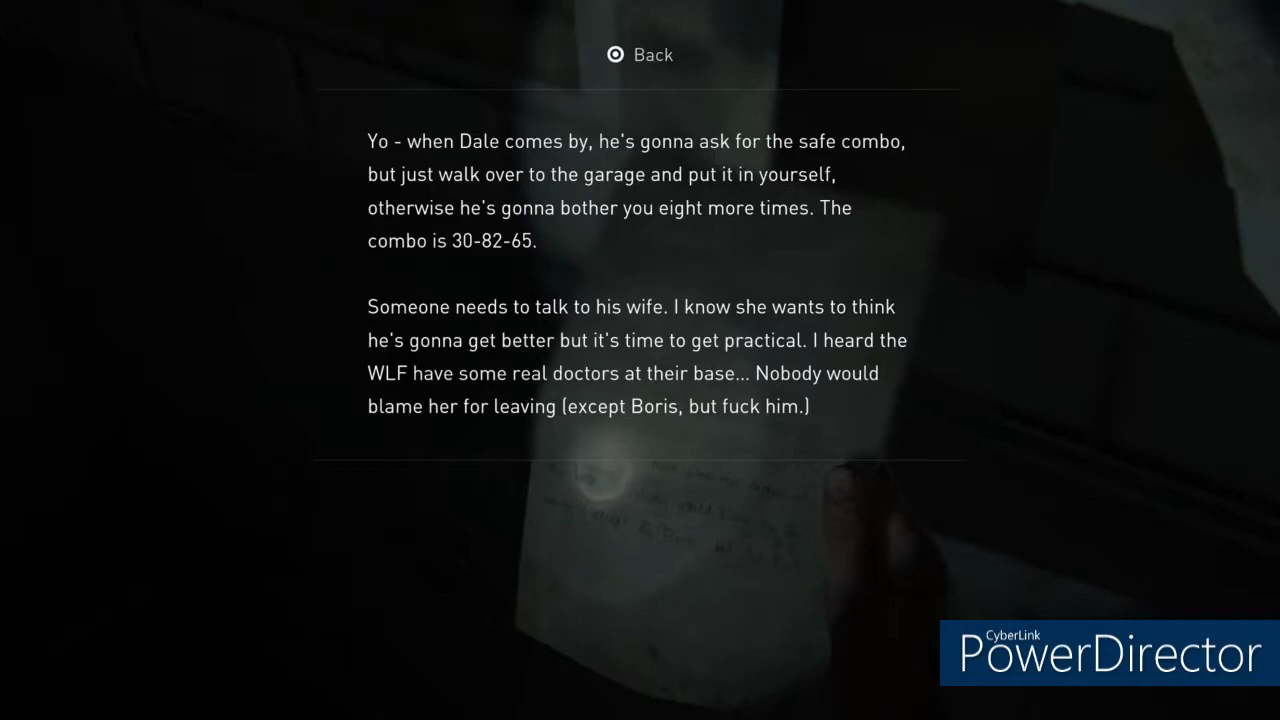 Back
Yo - when Dale comes by, he's gonna ask for the safe combo,
but just walk over to the garage and put it in yourself,
otherwise he's gonna bother you eight more times. The
combo is 30-82-65.
Someone needs to talk to his wife. I know she wants to think
he's gonna get better but it's time to get practical. I heard the
WLF have some real doctors at their base... Nobody would
blame her for leaving (except Boris, but fuck him.)
CyberLink
PowerDirector